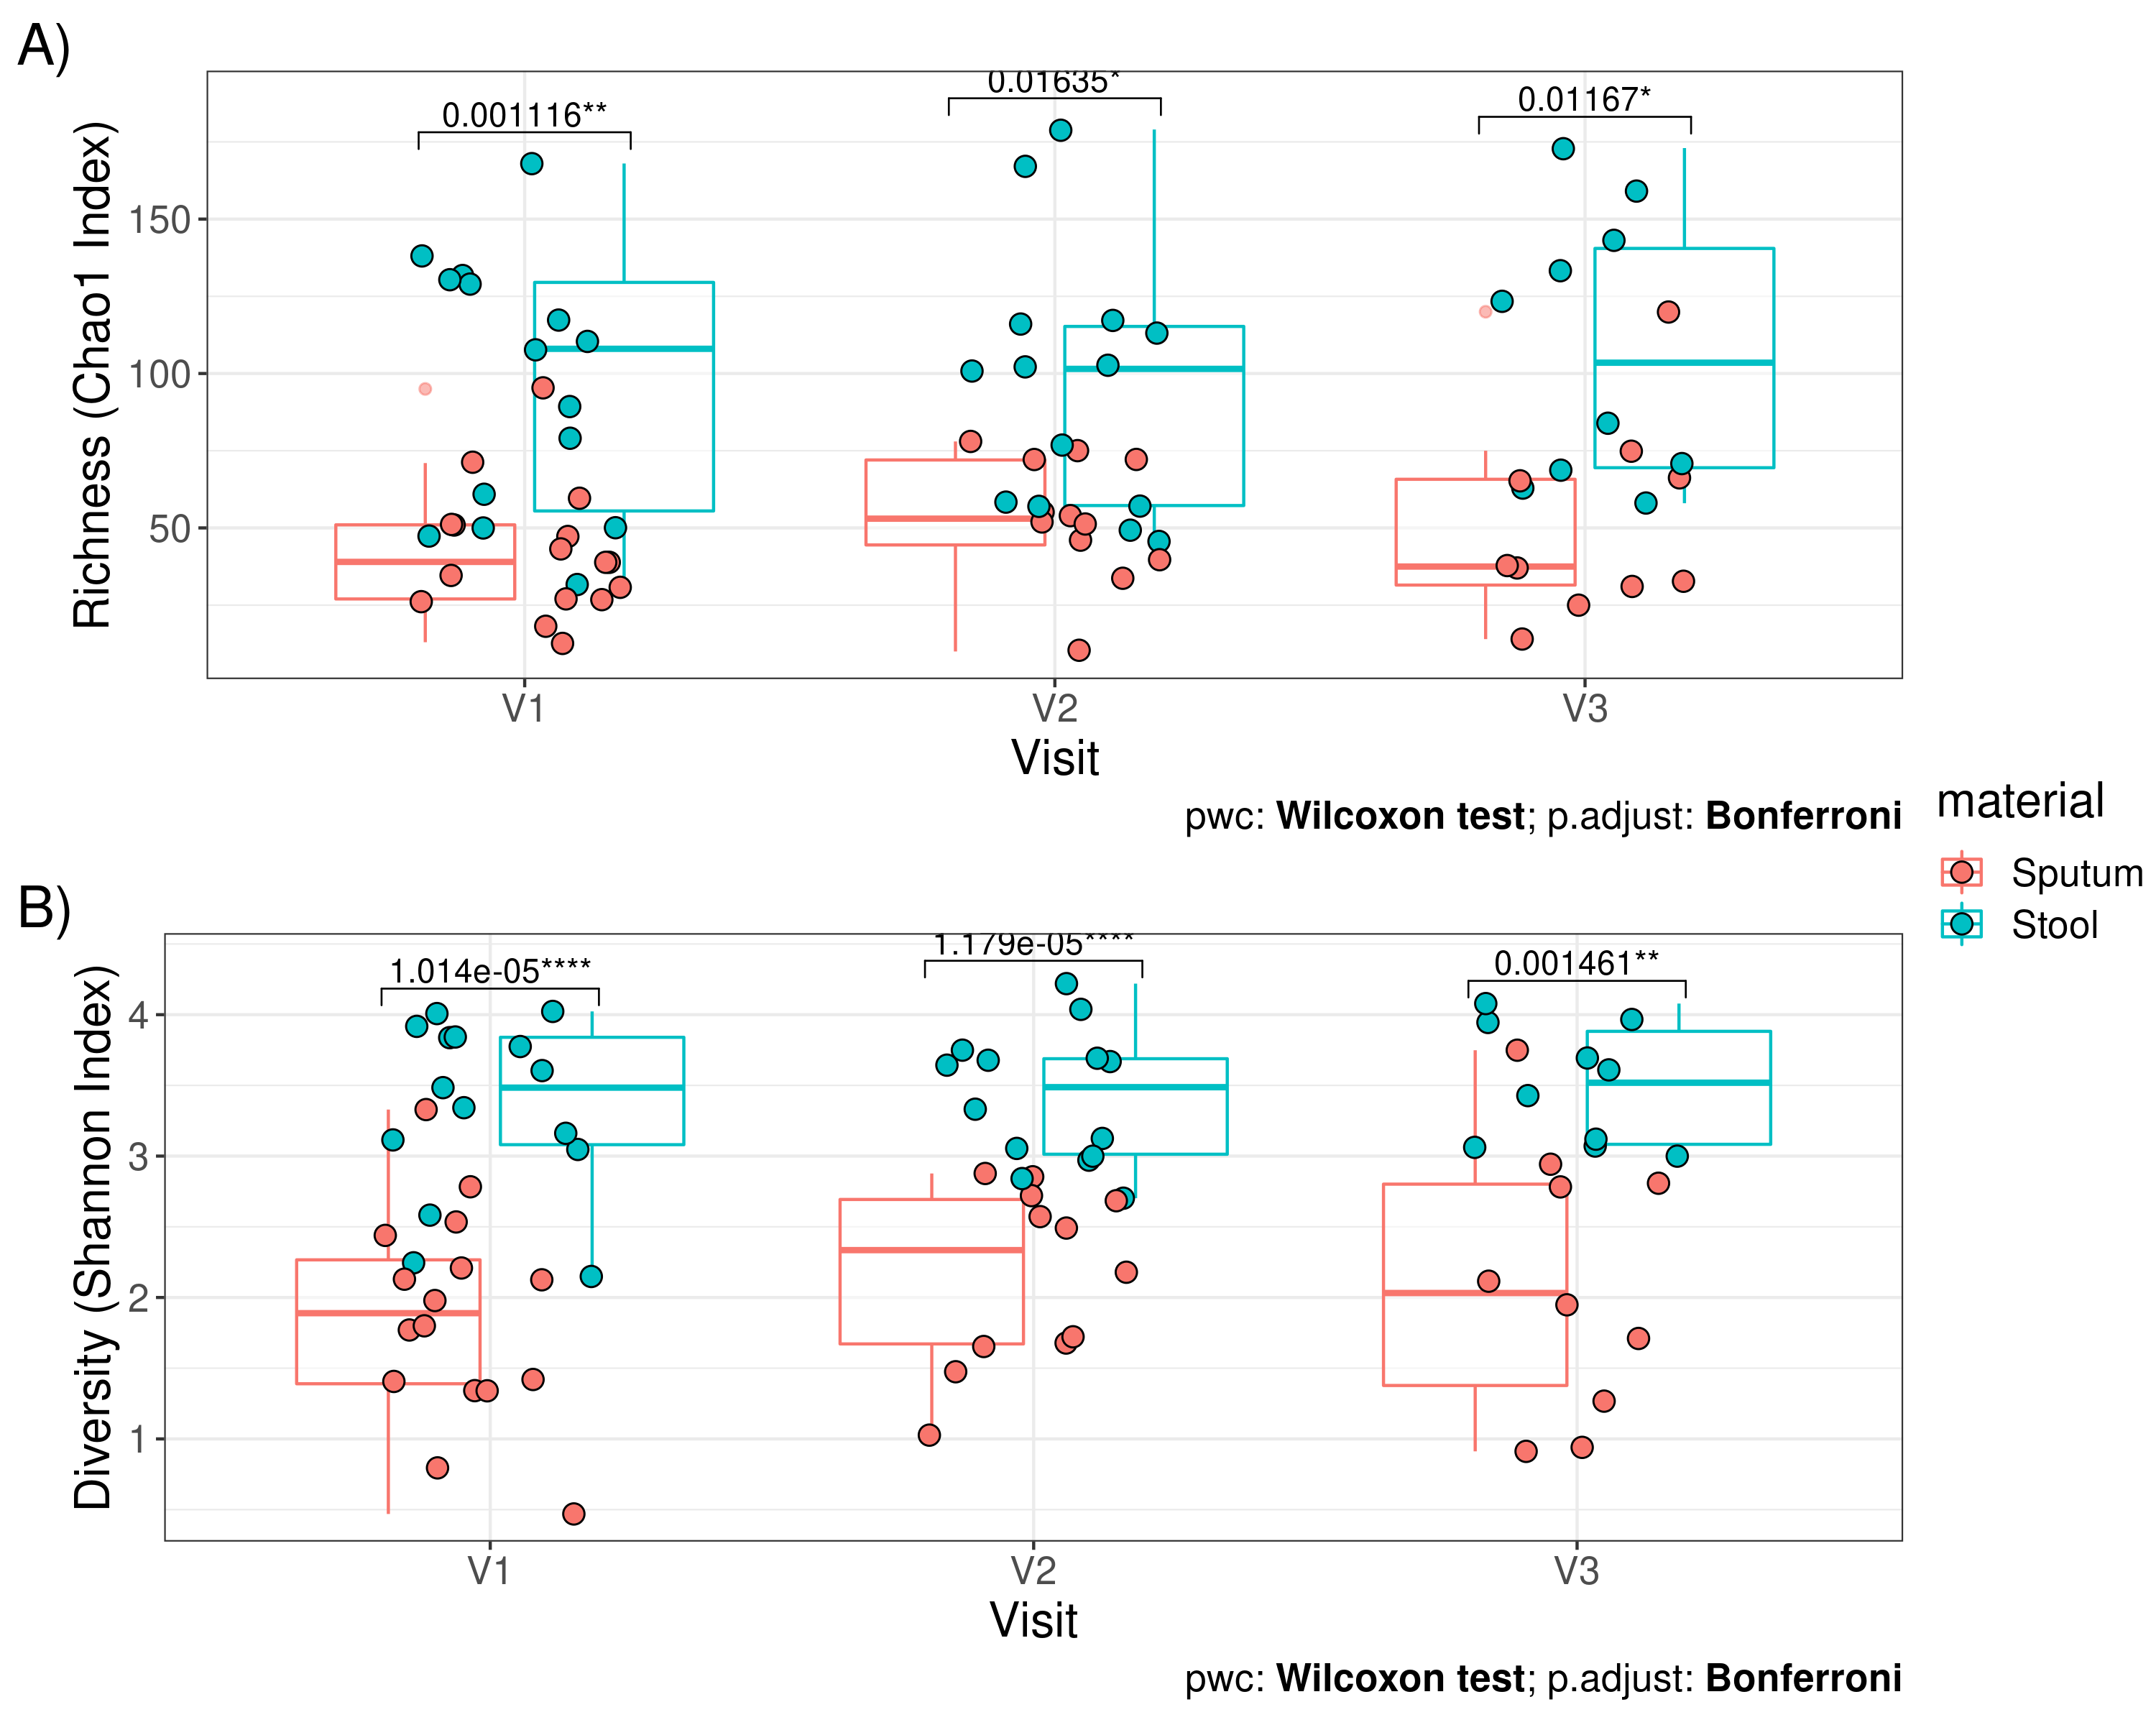 A)
Richness (Chao1 Index)
150
100
50
0.001116**
0.01635*
0.01167*
V1
V2
V3
Visit
pwc: Wilcoxon test; p.adjust: Bonferroni
material
Sputum
Stool
B)
Diversity (Shannon Index)
4
3
2
1
1.014e-05****
1.179e-05****
0.001461**
V1
V2
V3
Visit
pwc: Wilcoxon test; p.adjust: Bonferroni